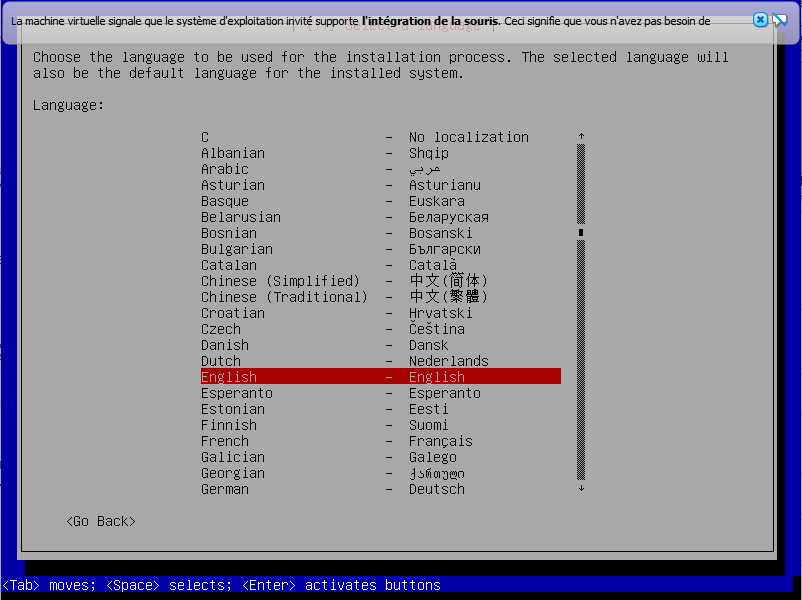 La machine virtuelle signale que le système d'exploitation invité supporte l'intégration de la souris. Ceci signifie que vous n'avez pas besoin de
Choose the language to be used for the installation process. The selected language will
also be the default language for the installed system.
Language:
C - No localization
Albanian - Shqip
Arabic - عربي
Asturian - Asturianu
Basque - Euskara
Belarusian - Беларуская
Bosnian - Bosanski
Bulgarian - Български
Catalan - Català
Chinese (Simplified) - 中文(简体)
Chinese (Traditional) - 中文(繁體)
Croatian - Hrvatski
Czech - Čeština
Danish - Dansk
Dutch - Nederlands
English - English
Esperanto - Esperanto
Estonian - Eesti
Finnish - Suomi
French - Français
Galician - Galego
Georgian - ქართული
German - Deutsch
<Go Back>
<Tab> moves; <Space> selects; <Enter> activates buttons